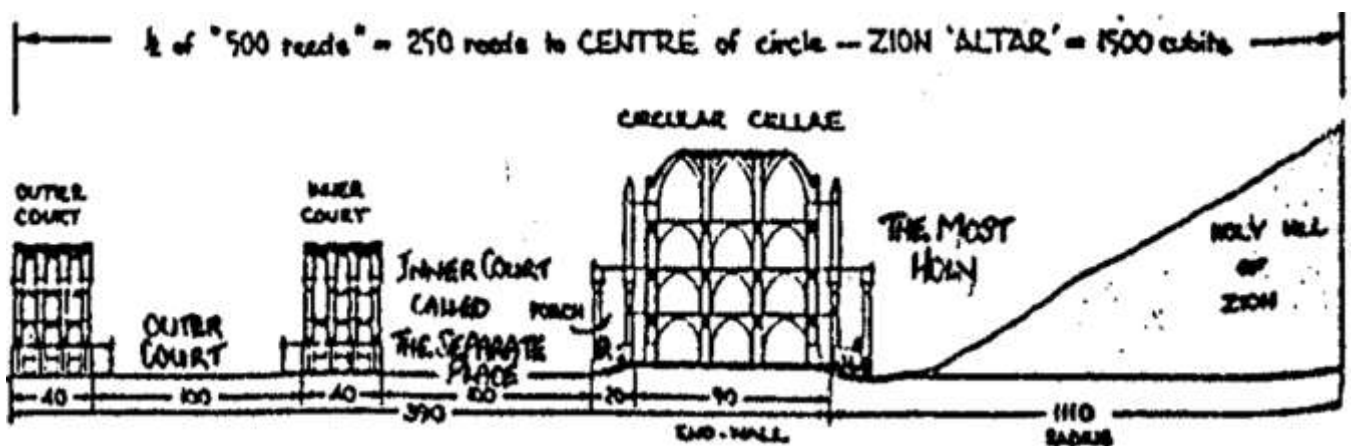 ½ of "500 reeds" = 250 reeds to CENTRE of circle -- ZION 'ALTAR' = 1500 cubits
CIRCULAR CELLAE
OUTER
COURT
INNER
COURT
THE MOST
HOLY
HOLY HILL
OF
ZION
INNER COURT
CALLED
THE SEPARATE
PLACE
PORCH
OUTER
COURT
40 100 40 100 20 90
390 1110
END-WALL RADIUS